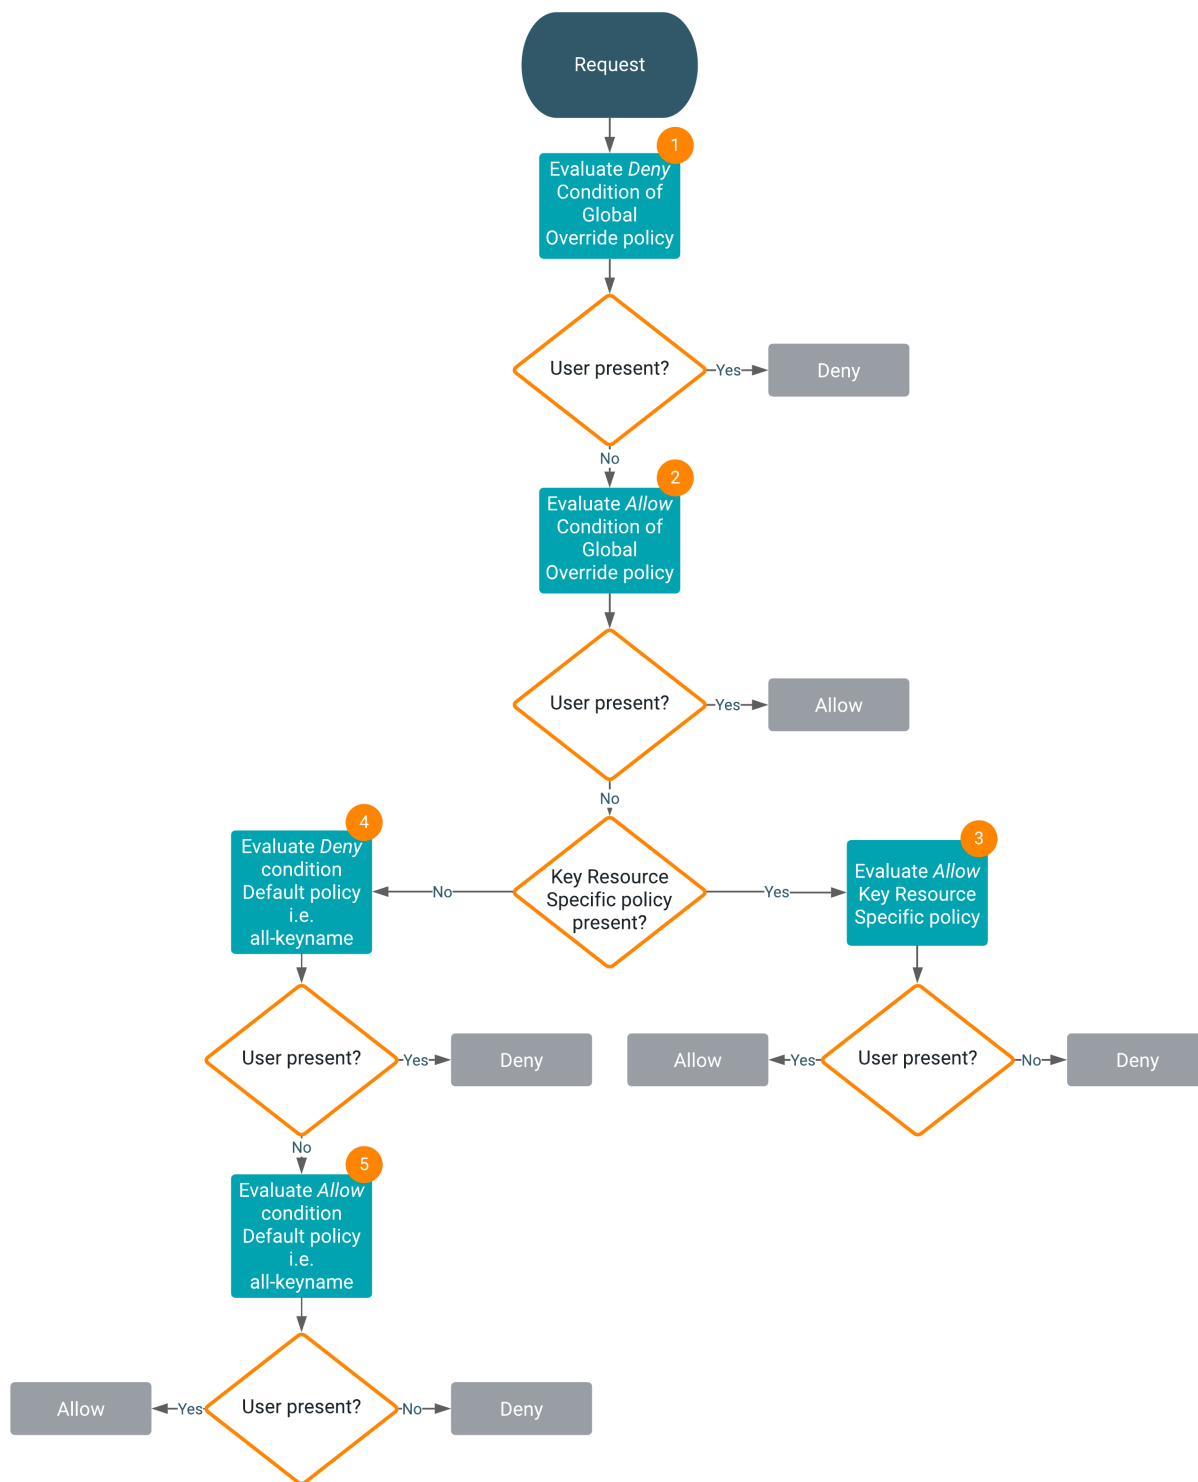 Request
1
Evaluate Deny
Condition of
Global
Override policy
User present?
Yes
Deny
No
2
Evaluate Allow
Condition of
Global
Override policy
User present?
Yes
Allow
No
4
Evaluate Deny
condition
Default policy
i.e.
all-keyname
No
Key Resource
Specific policy
present?
Yes
3
Evaluate Allow
Key Resource
Specific policy
User present?
Yes
Deny
Allow
Yes
User present?
No
Deny
No
5
Evaluate Allow
condition
Default policy
i.e.
all-keyname
Allow
Yes
User present?
No
Deny